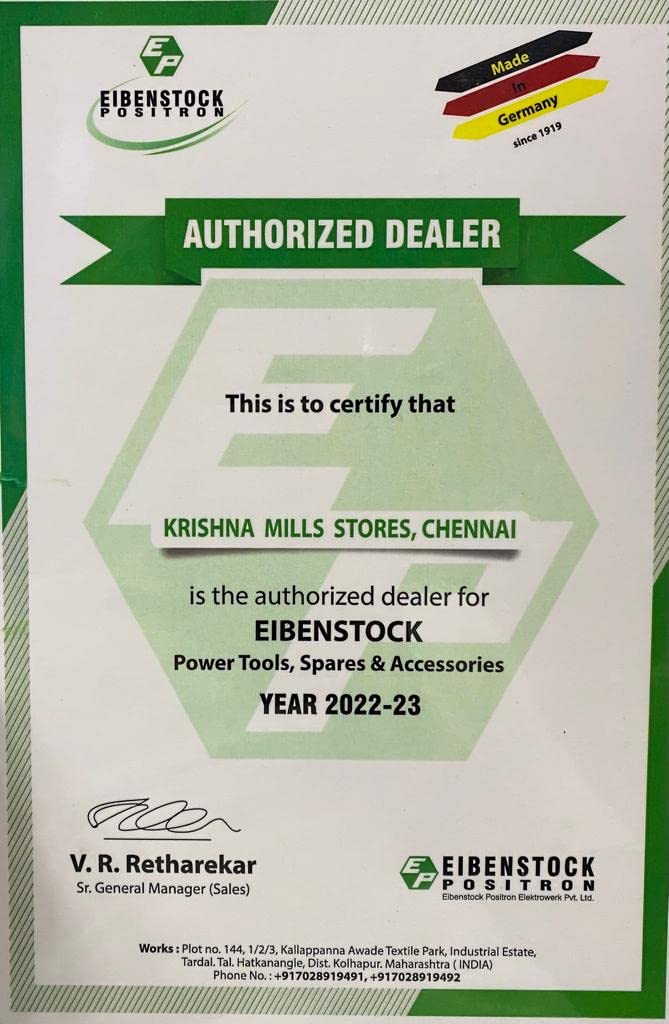 EP
EIBENSTOCK
POSITRON
Made
In
Germany
since 1919
AUTHORIZED DEALER
This is to certify that
KRISHNA MILLS STORES, CHENNAI
is the authorized dealer for
EIBENSTOCK
Power Tools, Spares & Accessories
YEAR 2022-23
V. R. Retharekar
Sr. General Manager (Sales)
EP
EIBENSTOCK
POSITRON
Eibenstock Positron Elektrowerk Pvt. Ltd.
Works : Plot no. 144, 1/2/3, Kallappanna Awade Textile Park, Industrial Estate,
Tardal. Tal. Hatkanangle, Dist. Kolhapur. Maharashtra ( INDIA)
Phone No. : +917028919491, +917028919492